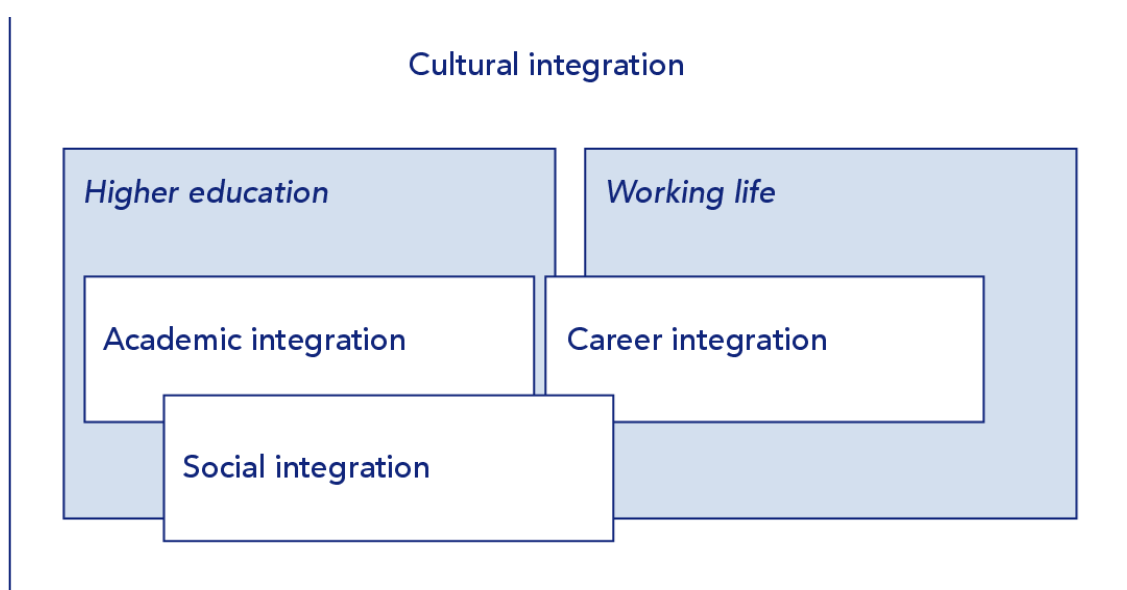 Cultural integration
Higher education
Working life
Academic integration
Career integration
Social integration